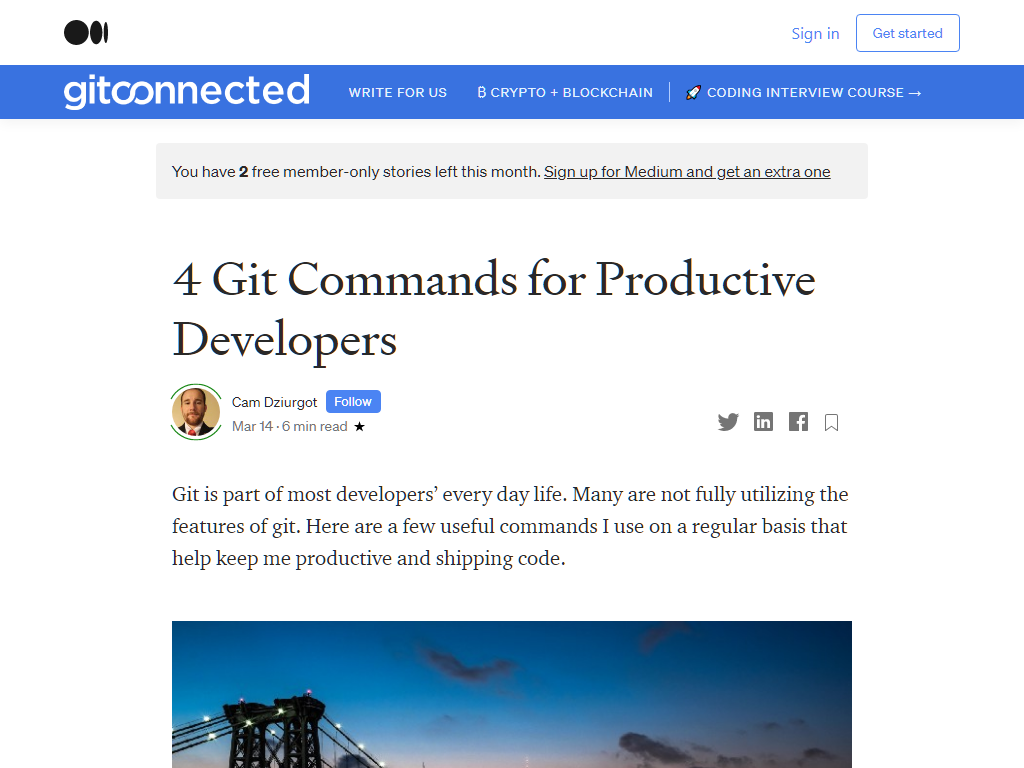 Sign in
Get started
gitconnected
WRITE FOR US
₿ CRYPTO + BLOCKCHAIN
🚀 CODING INTERVIEW COURSE →
You have 2 free member-only stories left this month. Sign up for Medium and get an extra one
4 Git Commands for Productive
Developers
Cam Dziurgot
Follow
Mar 14 · 6 min read ★
Git is part of most developers’ every day life. Many are not fully utilizing the
features of git. Here are a few useful commands I use on a regular basis that
help keep me productive and shipping code.